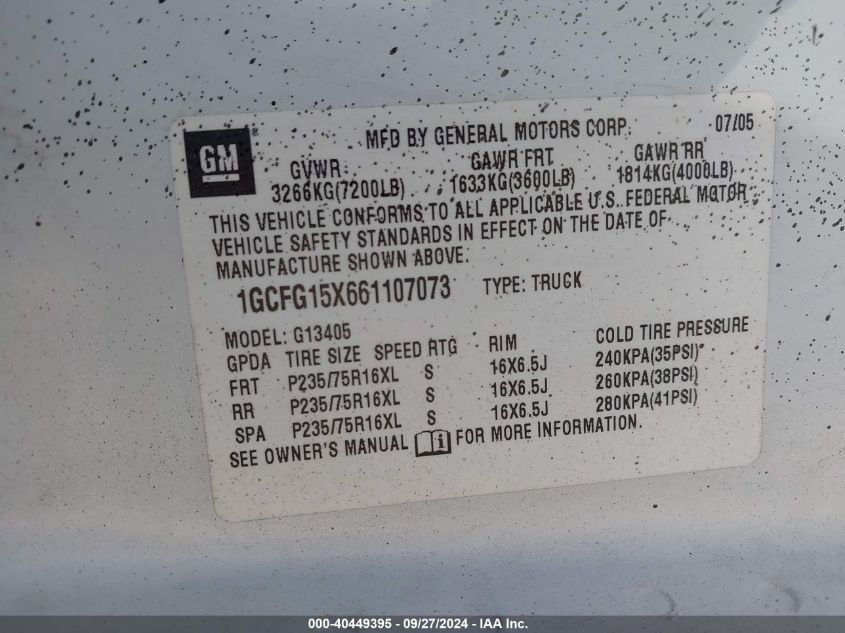 GM
MFD BY GENERAL MOTORS CORP. 07/05
GVWR GAWR FRT GAWR RR
3266KG(7200LB) 1633KG(3600LB) 1814KG(4000LB)
THIS VEHICLE CONFORMS TO ALL APPLICABLE U.S. FEDERAL MOTOR
VEHICLE SAFETY STANDARDS IN EFFECT ON THE DATE OF
MANUFACTURE SHOWN ABOVE.
1GCFG15X661107073 TYPE: TRUCK
MODEL: G13405
GPDA TIRE SIZE SPEED RTG RIM COLD TIRE PRESSURE
FRT P235/75R16XL S 16X6.5J 240KPA(35PSI)
RR P235/75R16XL S 16X6.5J 260KPA(38PSI)
SPA P235/75R16XL S 16X6.5J 280KPA(41PSI)
SEE OWNER'S MANUAL i FOR MORE INFORMATION.
000-40449395 - 09/27/2024 - IAA Inc.